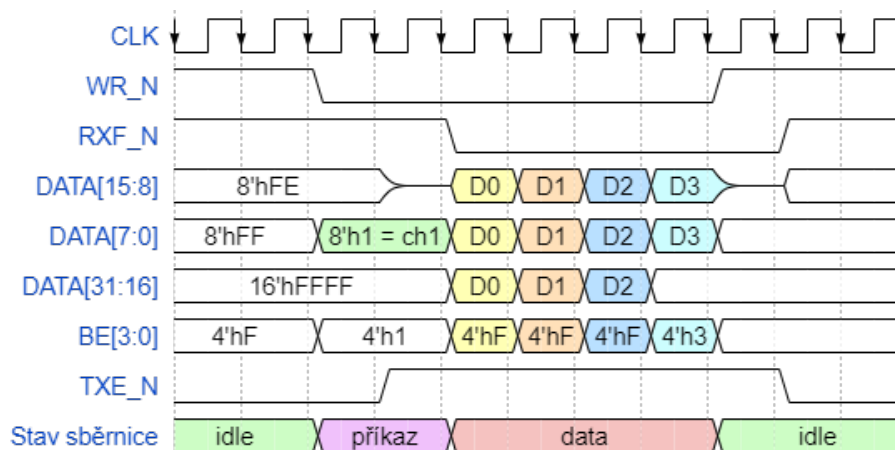 CLK
WR_N
RXF_N
DATA[15:8] 8'hFE D0 D1 D2 D3
DATA[7:0] 8'hFF 8'h1 = ch1 D0 D1 D2 D3
DATA[31:16] 16'hFFFF D0 D1 D2
BE[3:0] 4'hF 4'h1 4'hF 4'hF 4'hF 4'h3
TXE_N
Stav sběrnice idle příkaz data idle